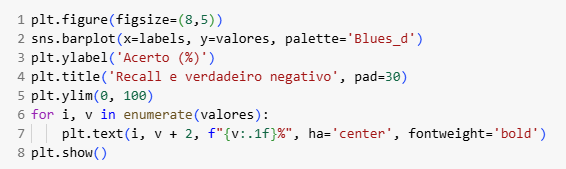 1 plt.figure(figsize=(8,5))
2 sns.barplot(x=labels, y=valores, palette='Blues_d')
3 plt.ylabel('Acerto (%)')
4 plt.title('Recall e verdadeiro negativo', pad=30)
5 plt.ylim(0, 100)
6 for i, v in enumerate(valores):
7     plt.text(i, v + 2, f"{v:.1f}%", ha='center', fontweight='bold')
8 plt.show()